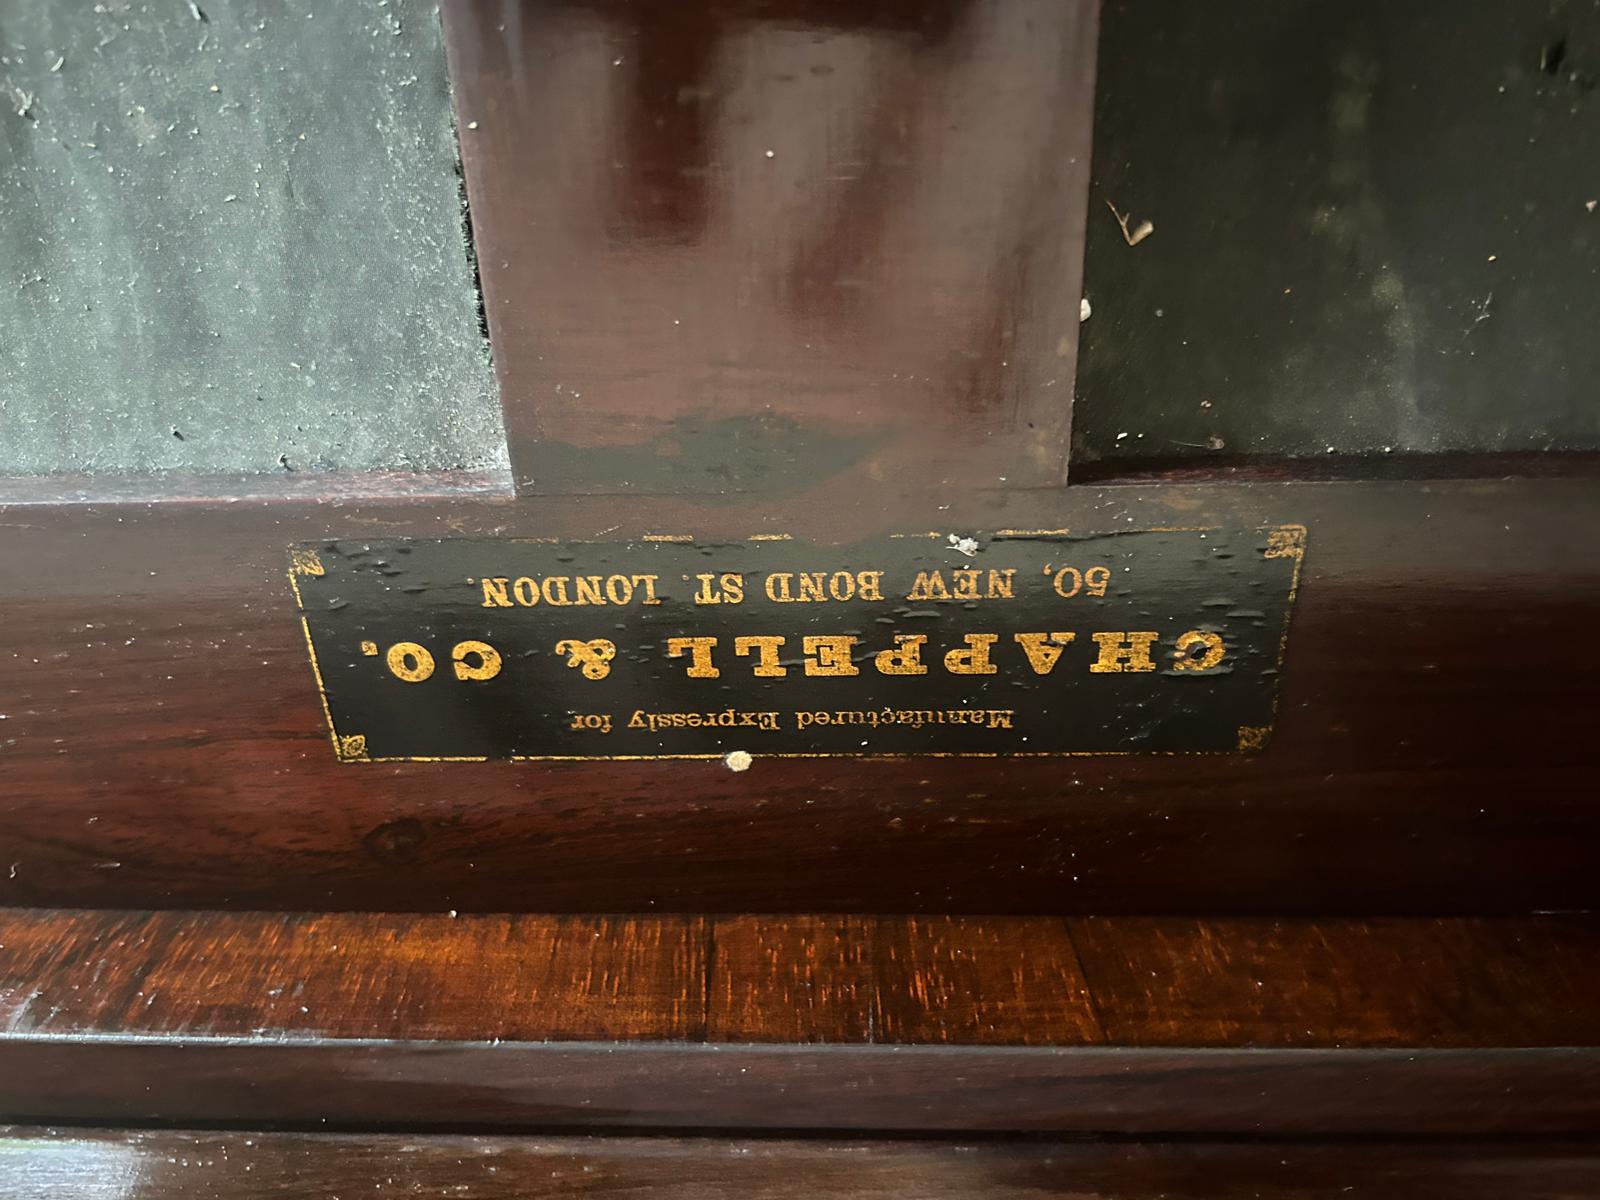 Manufactured Expressly for
CHAPPELL & CO.
50, NEW BOND ST. LONDON.